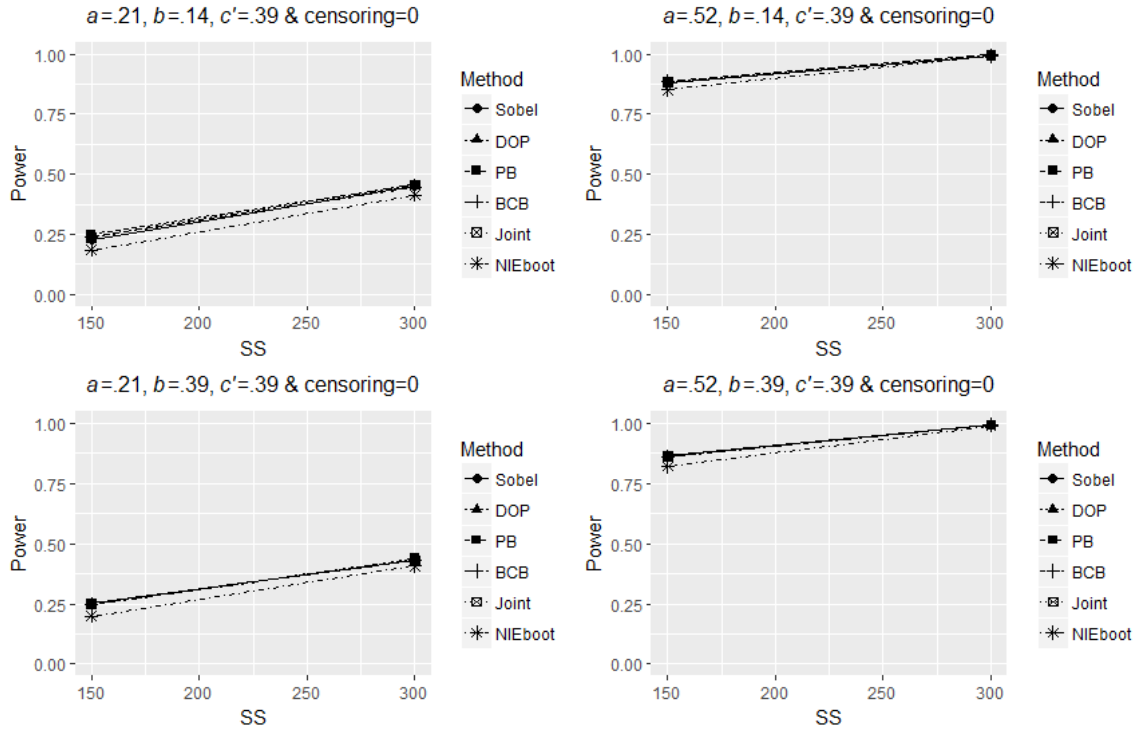 a=.21, b=.14, c'=.39 & censoring=0
1.00
0.75
0.50
0.25
0.00
Power
150
200
250
300
SS
Method
Sobel
DOP
PB
BCB
Joint
NIEboot
a=.52, b=.14, c'=.39 & censoring=0
1.00
0.75
0.50
0.25
0.00
Power
150
200
250
300
SS
Method
Sobel
DOP
PB
BCB
Joint
NIEboot
a=.21, b=.39, c'=.39 & censoring=0
1.00
0.75
0.50
0.25
0.00
Power
150
200
250
300
SS
Method
Sobel
DOP
PB
BCB
Joint
NIEboot
a=.52, b=.39, c'=.39 & censoring=0
1.00
0.75
0.50
0.25
0.00
Power
150
200
250
300
SS
Method
Sobel
DOP
PB
BCB
Joint
NIEboot